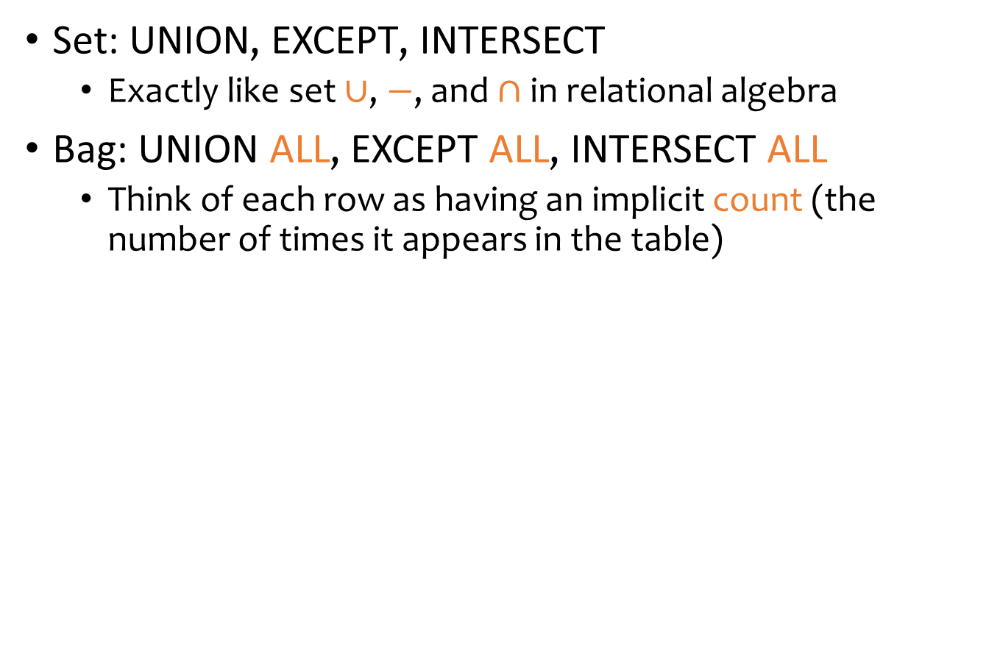 • Set: UNION, EXCEPT, INTERSECT
• Exactly like set ∪, −, and ∩ in relational algebra
• Bag: UNION ALL, EXCEPT ALL, INTERSECT ALL
• Think of each row as having an implicit count (the
number of times it appears in the table)